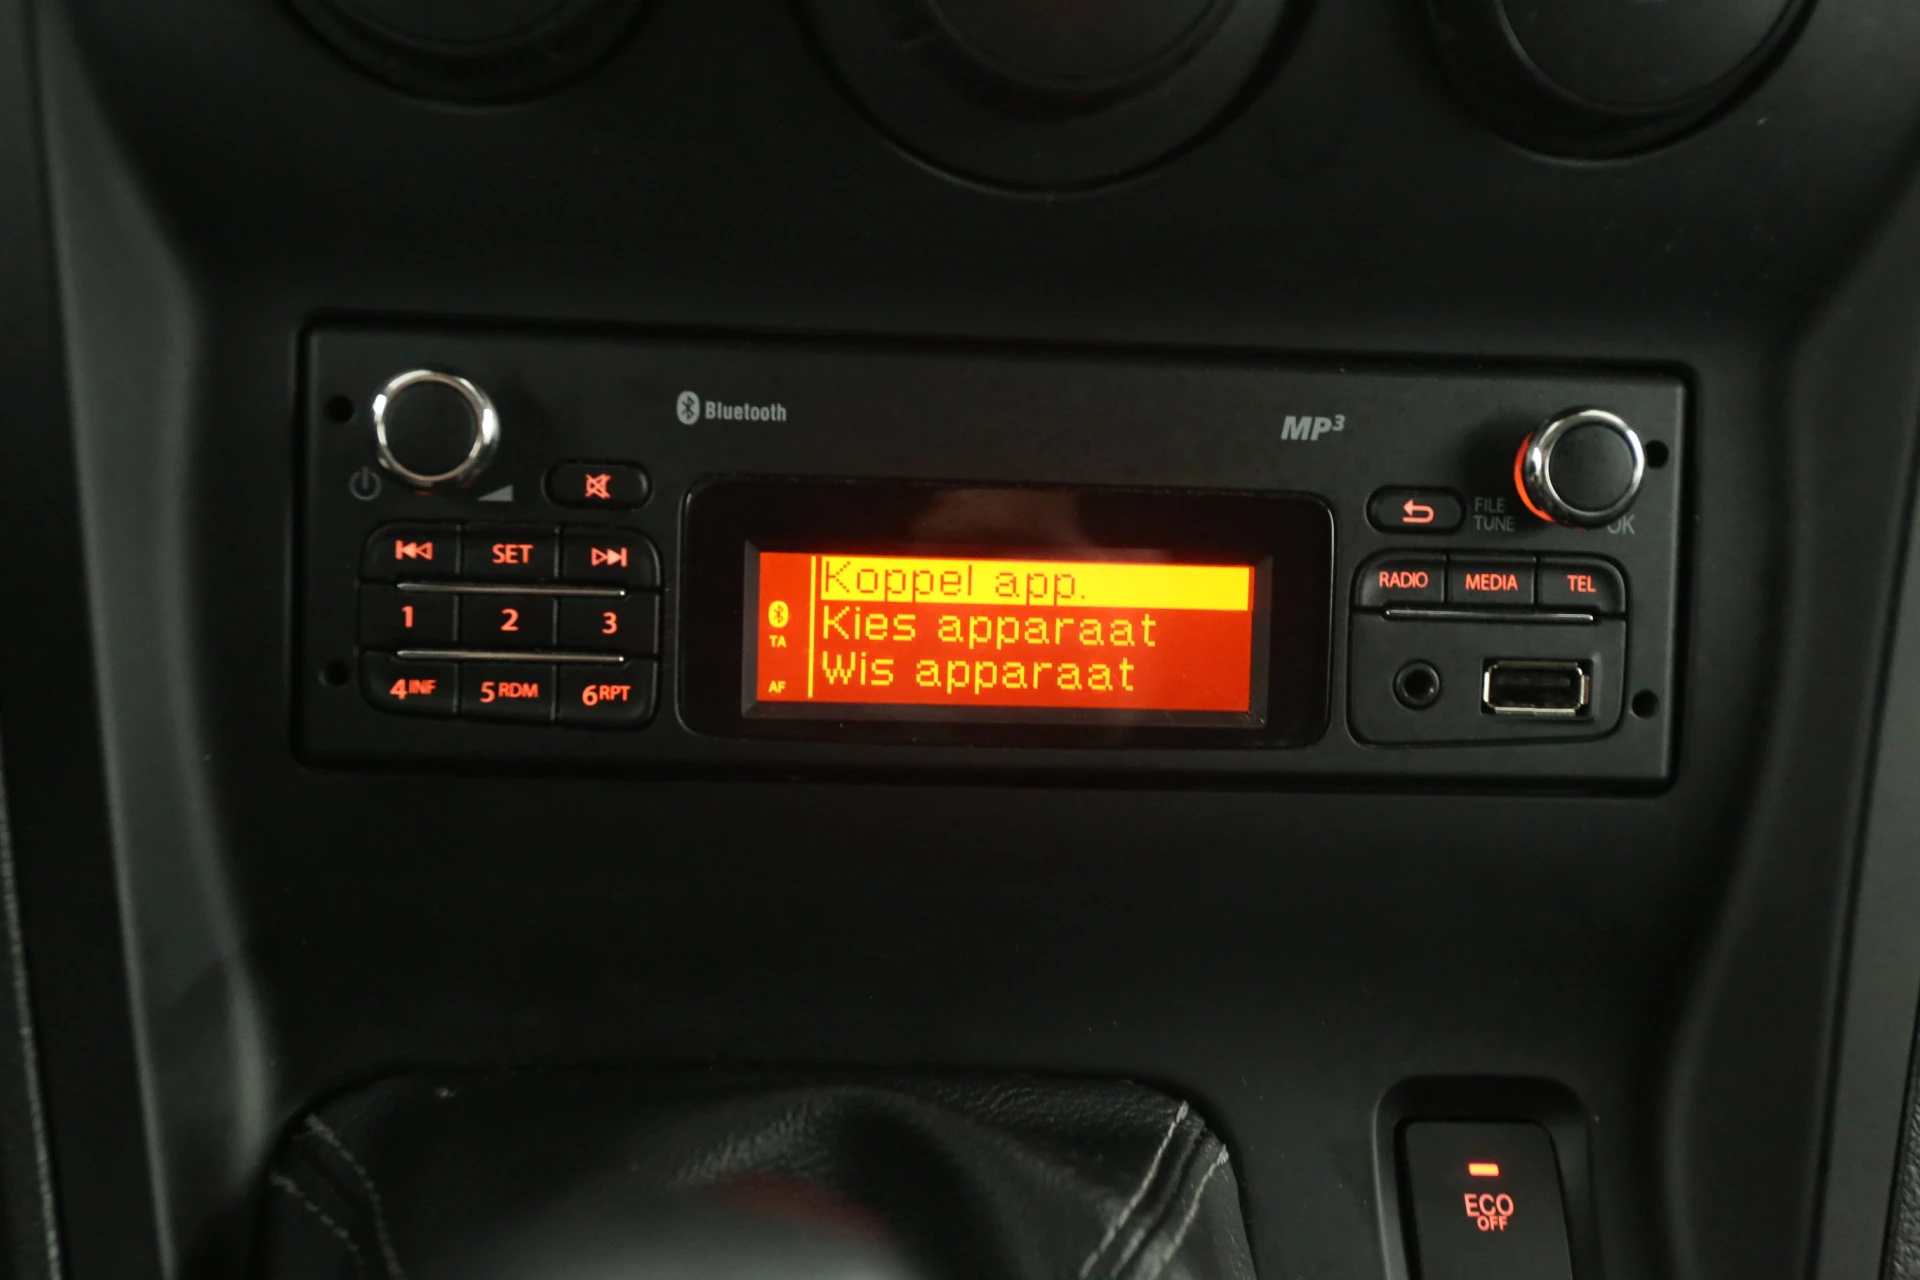 Bluetooth
MP3
FILE
TUNE
OK
SET
RADIO MEDIA TEL
Koppel app.
Kies apparaat
Wis apparaat
TA
AF
1 2 3
4INF 5RDM 6RPT
ECO
OFF